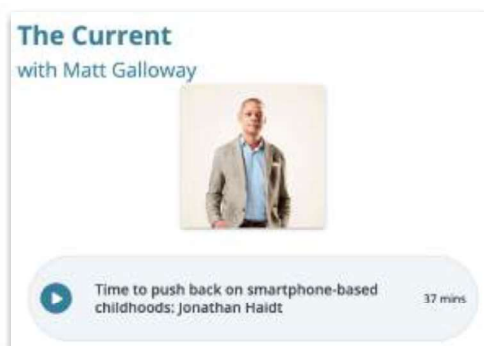 The Current
with Matt Galloway
Time to push back on smartphone-based
childhoods: Jonathan Haidt
37 mins